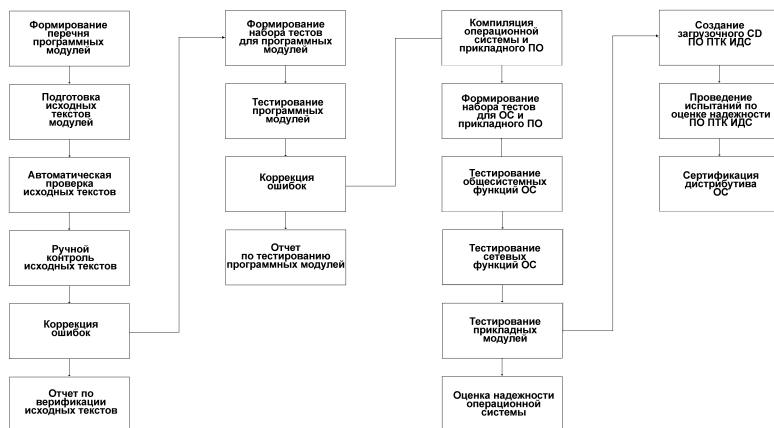 Формирование
перечня
программных
модулей
Подготовка
исходных
текстов
модулей
Автоматическая
проверка
исходных текстов
Ручной
контроль
исходных текстов
Коррекция
ошибок
Отчет по
верификации
исходных текстов
Формирование
набора тестов
для программных
модулей
Тестирование
программных
модулей
Коррекция
ошибок
Отчет
по тестированию
программных модулей
Компиляция
операционной
системы и
прикладного ПО
Формирование
набора тестов
для ОС и
прикладного ПО
Тестирование
общесистемных
функций ОС
Тестирование
сетевых
функций ОС
Тестирование
прикладных
модулей
Оценка надежности
операционной
системы
Создание
загрузочного CD
ПО ПТК ИДС
Проведение
испытаний по
оценке надежности
ПО ПТК ИДС
Сертификация
дистрибутива
ОС